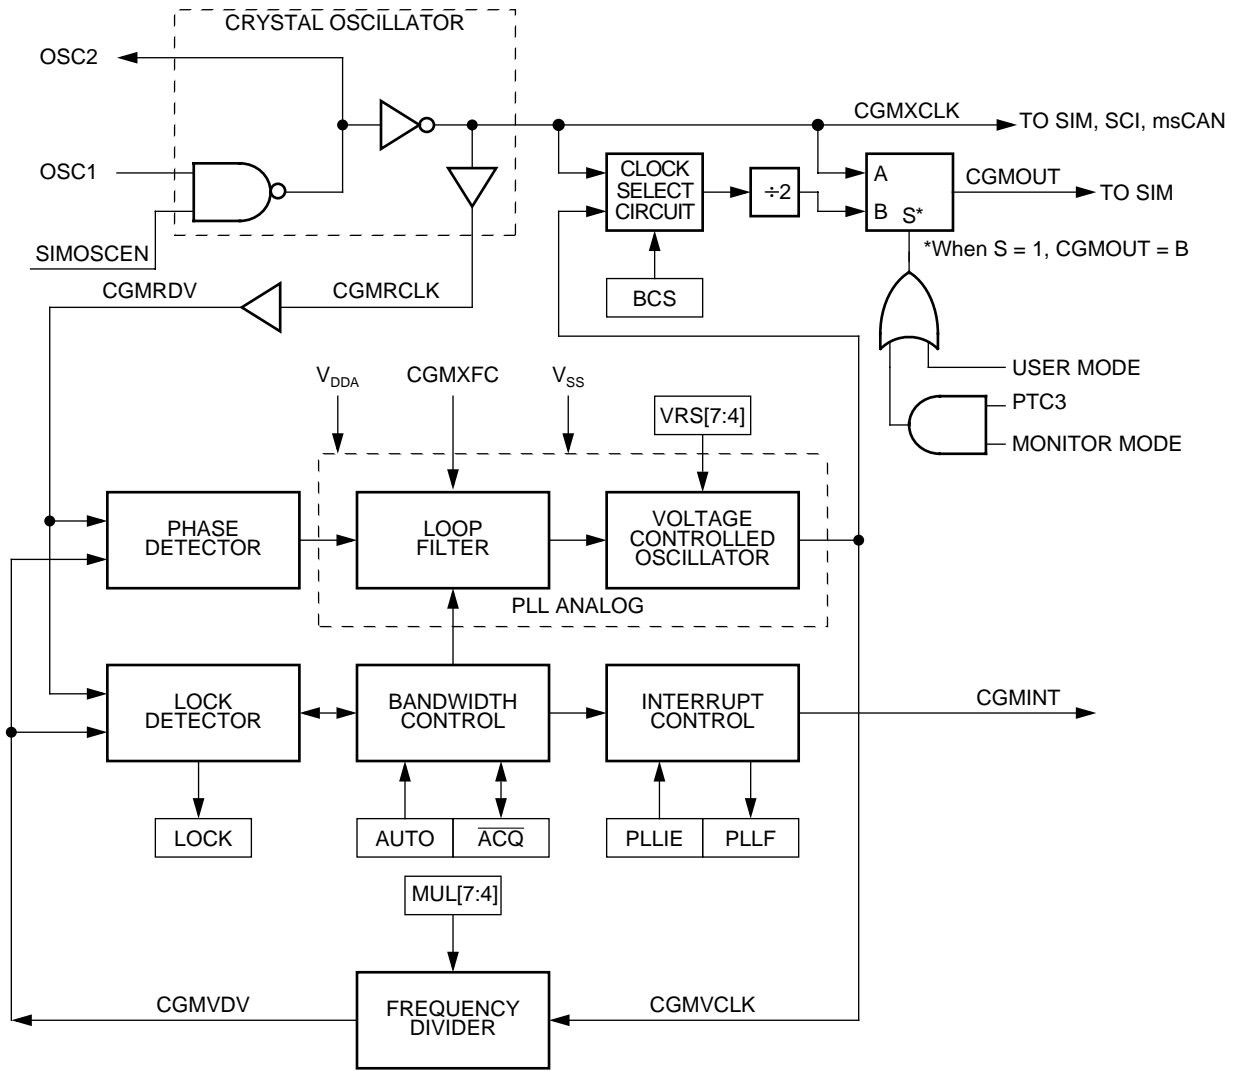 CRYSTAL OSCILLATOR
OSC2
CGMXCLK
TO SIM, SCI, msCAN
OSC1
CLOCK
SELECT
CIRCUIT
÷2
A
B
S*
CGMOUT
TO SIM
*When S = 1, CGMOUT = B
SIMOSCEN
CGMRDV
CGMRCLK
BCS
USER MODE
PTC3
MONITOR MODE
VDDA
CGMXFC
VSS
VRS[7:4]
PHASE
DETECTOR
LOOP
FILTER
VOLTAGE
CONTROLLED
OSCILLATOR
PLL ANALOG
LOCK
DETECTOR
BANDWIDTH
CONTROL
INTERRUPT
CONTROL
CGMINT
LOCK
AUTO
ACQ
PLLIE
PLLF
MUL[7:4]
CGMVDV
FREQUENCY
DIVIDER
CGMVCLK